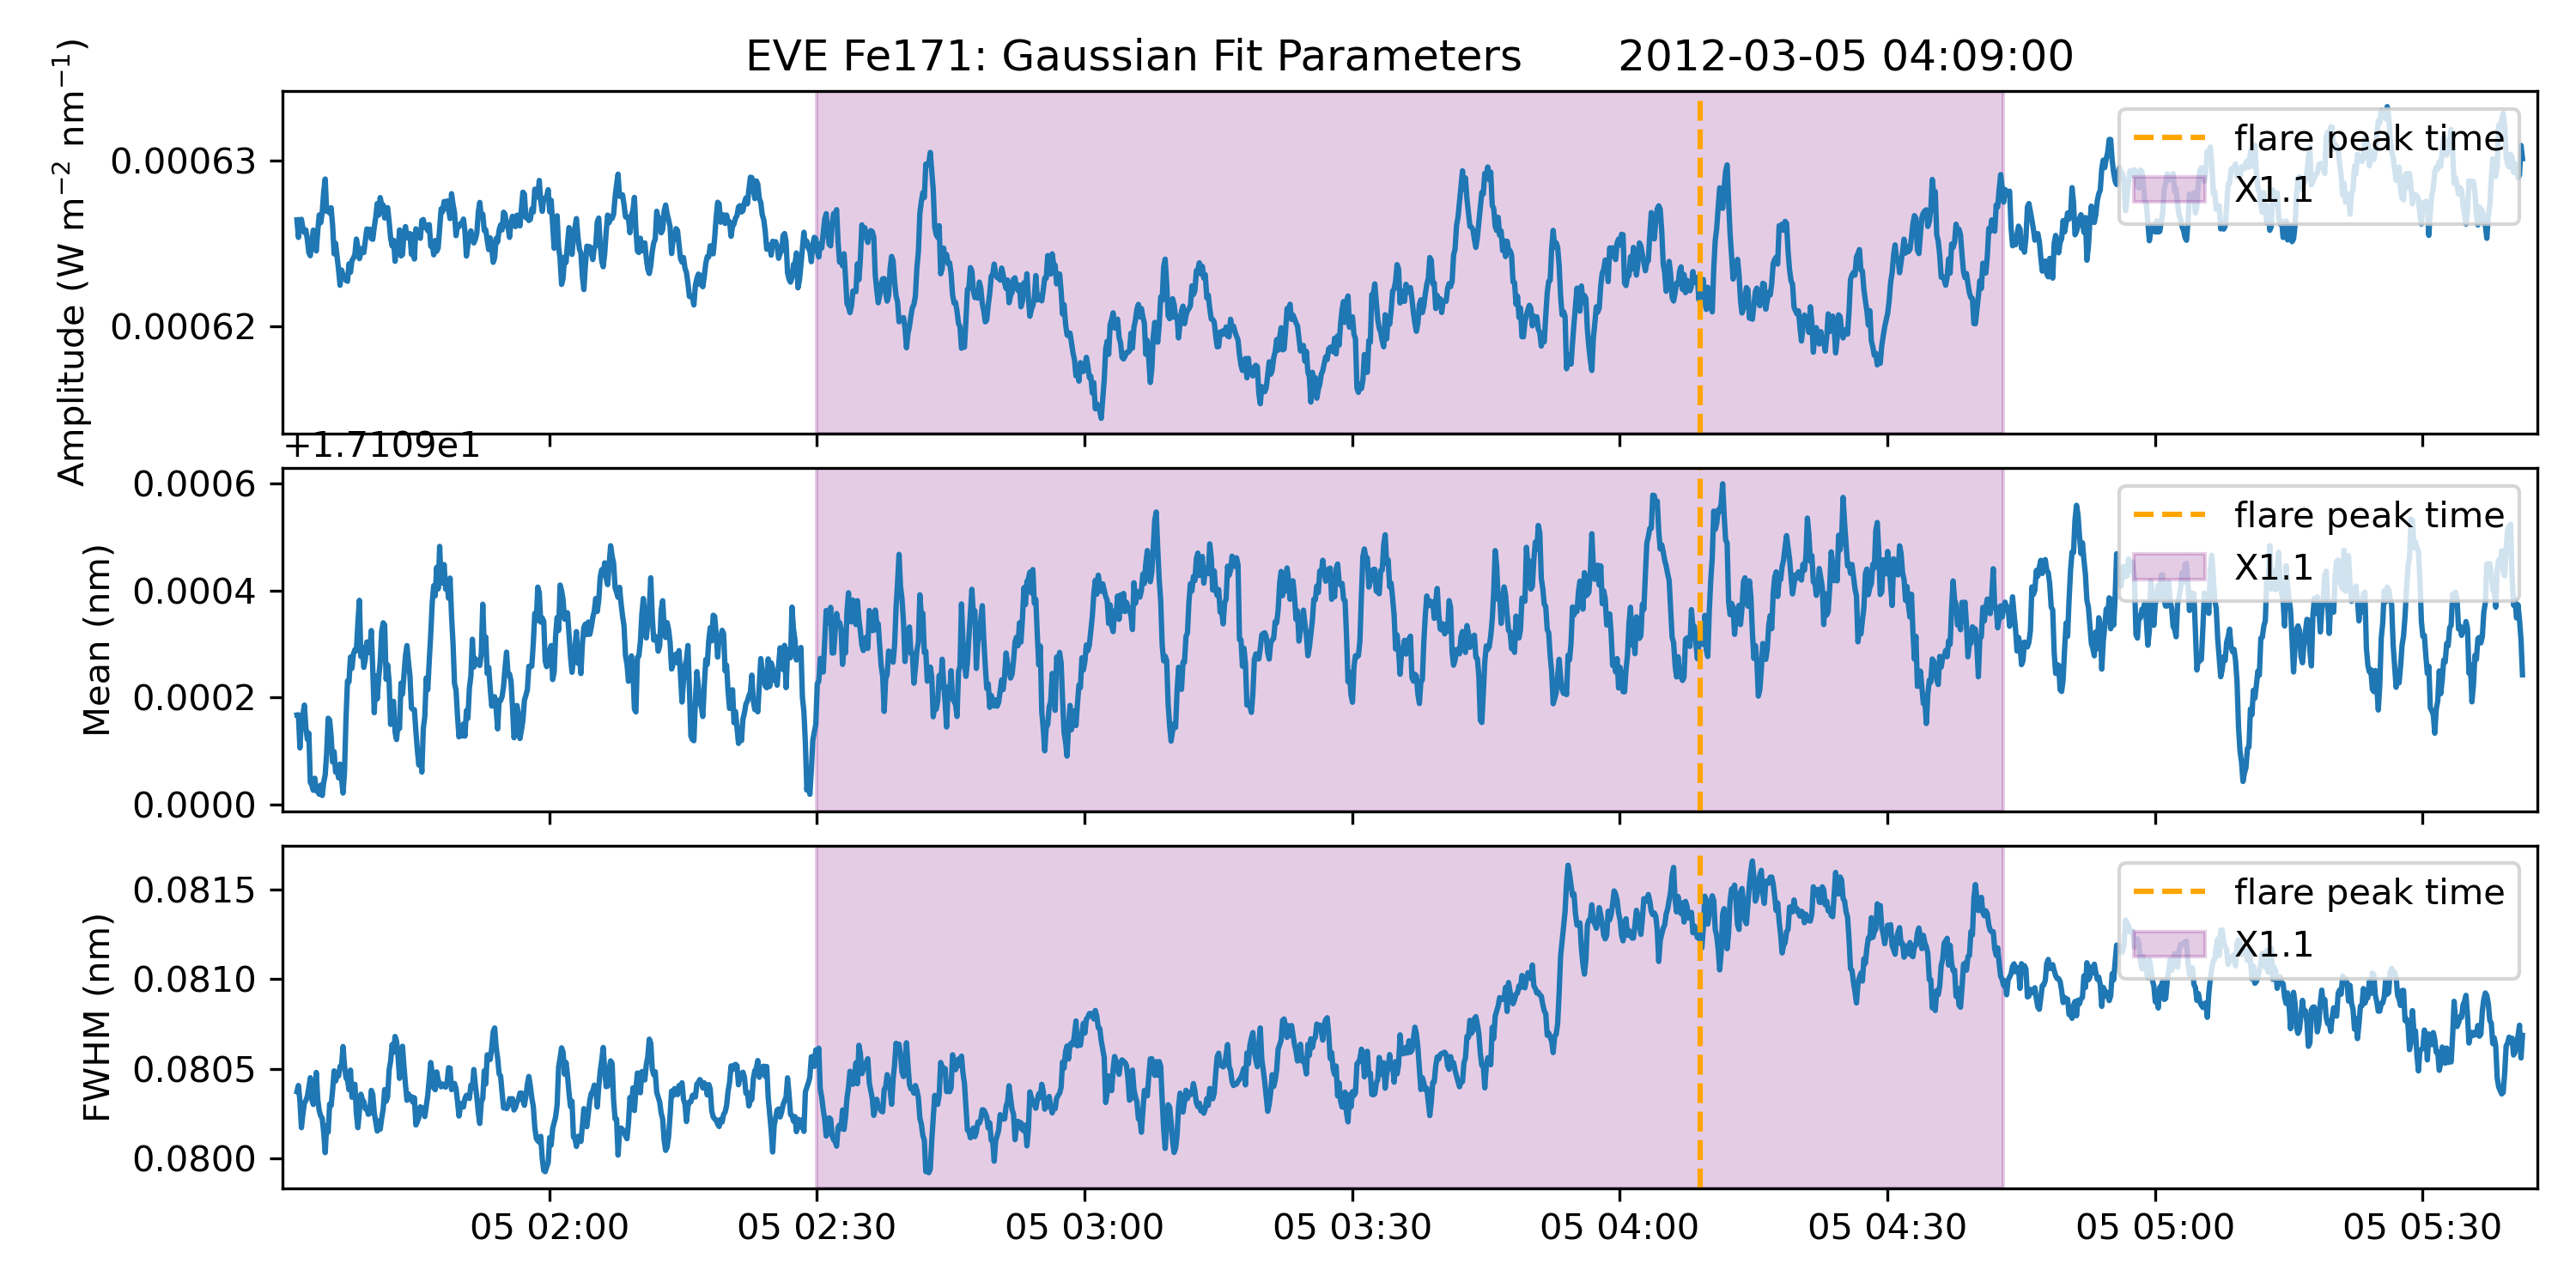 EVE Fe171: Gaussian Fit Parameters 2012-03-05 04:09:00
Amplitude (W m⁻² nm⁻¹)
0.00063
0.00062
flare peak time
X1.1
+1.7109e1
Mean (nm)
0.0006
0.0004
0.0002
0.0000
flare peak time
X1.1
FWHM (nm)
0.0815
0.0810
0.0805
0.0800
flare peak time
X1.1
05 02:00 05 02:30 05 03:00 05 03:30 05 04:00 05 04:30 05 05:00 05 05:30